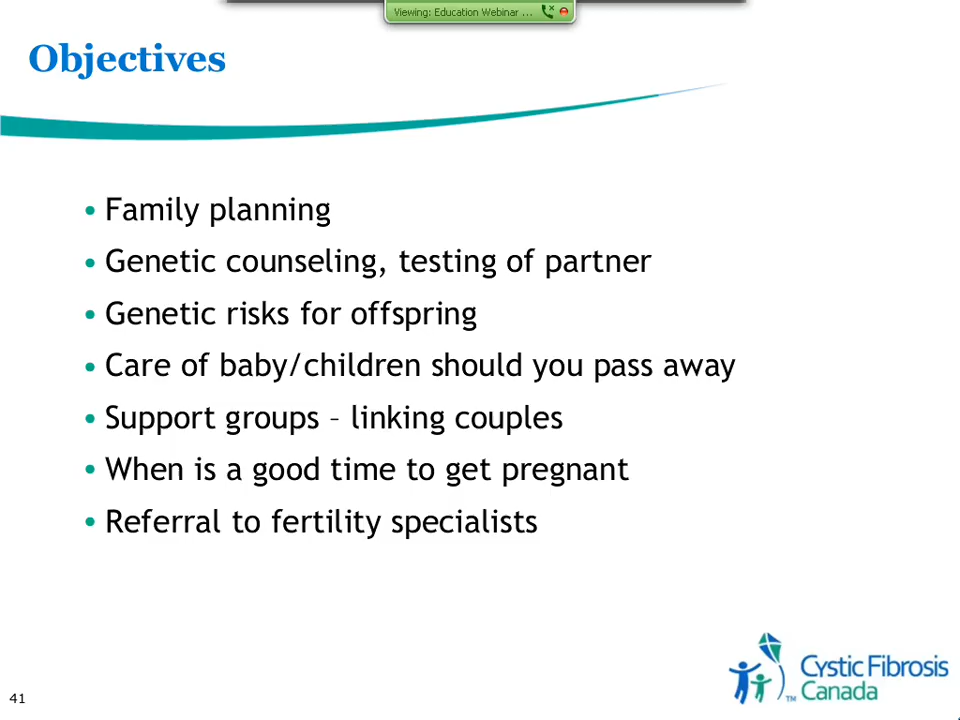 Viewing: Education Webinar ...
Objectives
• Family planning
• Genetic counseling, testing of partner
• Genetic risks for offspring
• Care of baby/children should you pass away
• Support groups – linking couples
• When is a good time to get pregnant
• Referral to fertility specialists
Cystic Fibrosis
™ Canada
41